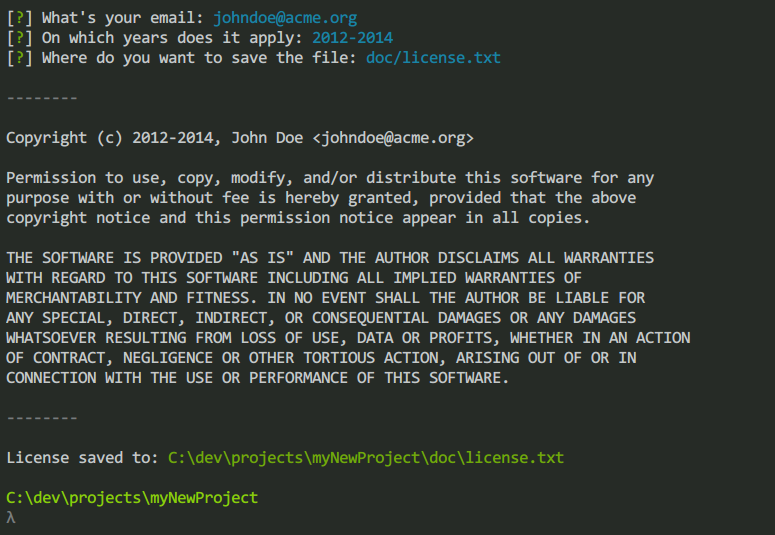 [?] What's your email: johndoe@acme.org
[?] On which years does it apply: 2012-2014
[?] Where do you want to save the file: doc/license.txt
--------
Copyright (c) 2012-2014, John Doe <johndoe@acme.org>
Permission to use, copy, modify, and/or distribute this software for any
purpose with or without fee is hereby granted, provided that the above
copyright notice and this permission notice appear in all copies.
THE SOFTWARE IS PROVIDED "AS IS" AND THE AUTHOR DISCLAIMS ALL WARRANTIES
WITH REGARD TO THIS SOFTWARE INCLUDING ALL IMPLIED WARRANTIES OF
MERCHANTABILITY AND FITNESS. IN NO EVENT SHALL THE AUTHOR BE LIABLE FOR
ANY SPECIAL, DIRECT, INDIRECT, OR CONSEQUENTIAL DAMAGES OR ANY DAMAGES
WHATSOEVER RESULTING FROM LOSS OF USE, DATA OR PROFITS, WHETHER IN AN ACTION
OF CONTRACT, NEGLIGENCE OR OTHER TORTIOUS ACTION, ARISING OUT OF OR IN
CONNECTION WITH THE USE OR PERFORMANCE OF THIS SOFTWARE.
--------
License saved to: C:\dev\projects\myNewProject\doc\license.txt
C:\dev\projects\myNewProject
λ